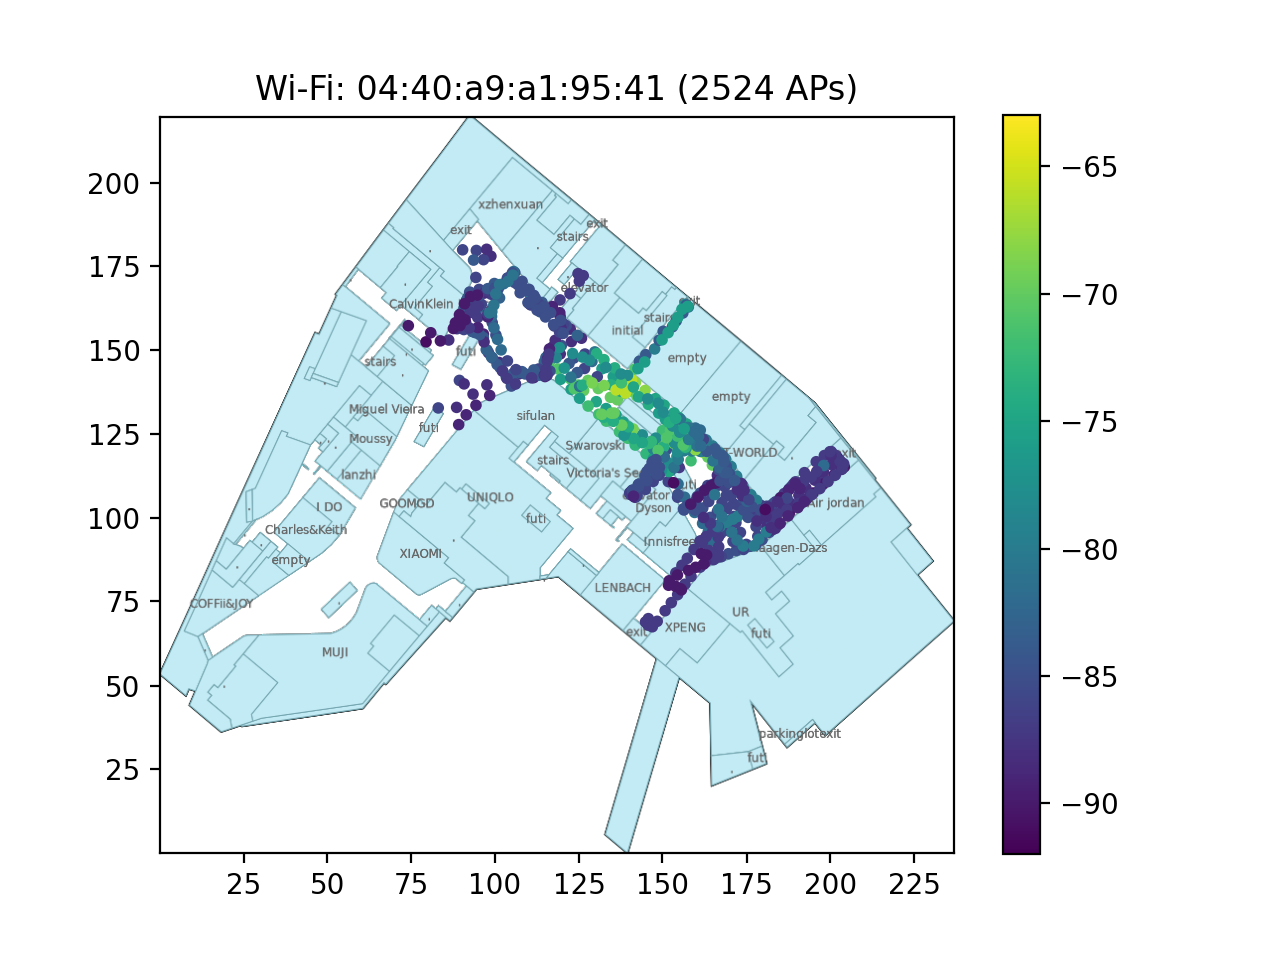 Wi-Fi: 04:40:a9:a1:95:41 (2524 APs)
200
175
150
125
100
75
50
25
25
50
75
100
125
150
175
200
225
−65
−70
−75
−80
−85
−90
xzhenxuan
exit
exit
stairs
elevator
CalvinKlein
stairs
initial
futi
stairs
empty
empty
Miguel Vieira
futi
sifulan
Moussy
Swarovski
T-WORLD
exit
stairs
Victoria's Se
lanzhi
GOOMGD
UNIQLO
I DO
futi
Dyson
Air jordan
Charles&Keith
Innisfree
XIAOMI
empty
LENBACH
COFFii&JOY
UR
exit
XPENG
futi
MUJI
parkinglotexit
futi